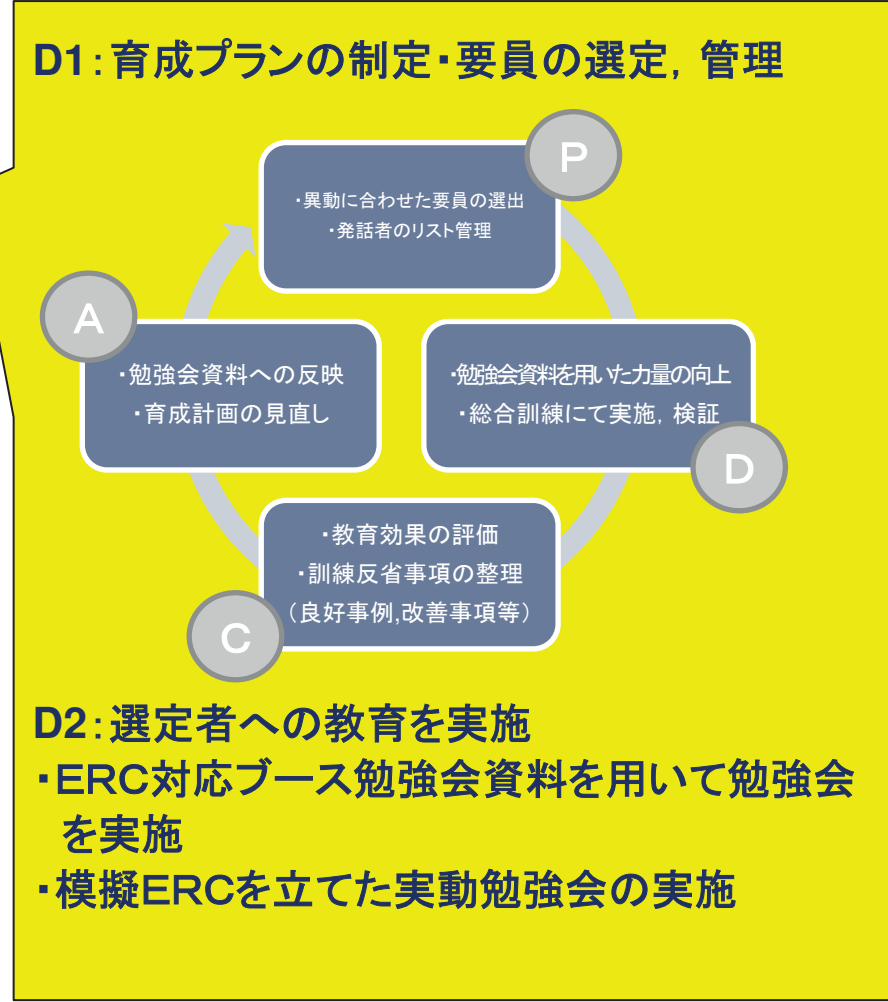 D1:育成プランの制定・要員の選定，管理
P
・異動に合わせた要員の選出
・発話者のリスト管理
A
・勉強会資料への反映
・育成計画の見直し
・勉強会資料を用いた力量の向上
・総合訓練にて実施，検証
D
・教育効果の評価
・訓練反省事項の整理
（良好事例,改善事項等）
C
D2:選定者への教育を実施
・ERC対応ブース勉強会資料を用いて勉強会
を実施
・模擬ERCを立てた実動勉強会の実施